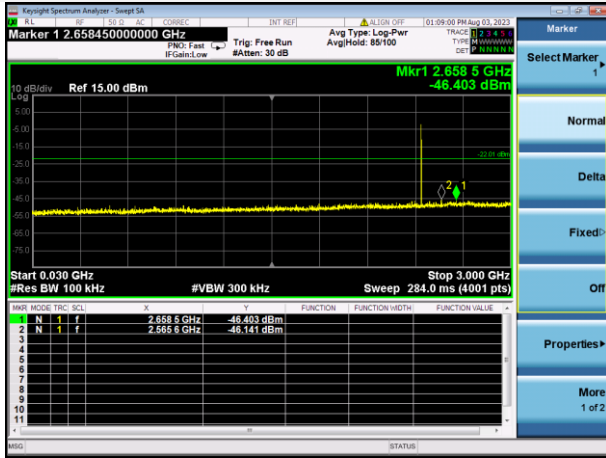 Keysight Spectrum Analyzer - Swept SA
RL RF 50 Ω AC CORREC INT REF ALIGN OFF 01:09:00 PM Aug 03, 2023
Marker 1 2.658450000000 GHz
PNO: Fast
IFGain:Low
Trig: Free Run
#Atten: 30 dB
Avg Type: Log-Pwr
Avg|Hold: 85/100
TRACE 1 2 3 4 5 6
TYPE M W W W W W
DET P N N N N N
Mkr1 2.658 5 GHz
-46.403 dBm
10 dB/div Ref 15.00 dBm
Log
5.00
-5.00
-15.0
-25.0
-35.0
-45.0
-55.0
-65.0
-75.0
-22.01 dBm
2 1
Start 0.030 GHz Stop 3.000 GHz
#Res BW 100 kHz #VBW 300 kHz Sweep 284.0 ms (4001 pts)
MKR MODE TRC SCL X Y FUNCTION FUNCTION WIDTH FUNCTION VALUE
1 N 1 f 2.658 5 GHz -46.403 dBm
2 N 1 f 2.565 6 GHz -46.141 dBm
3
4
5
6
7
8
9
10
11
MSG STATUS
Marker
Select Marker
1
Normal
Delta
Fixed
Off
Properties
More
1 of 2